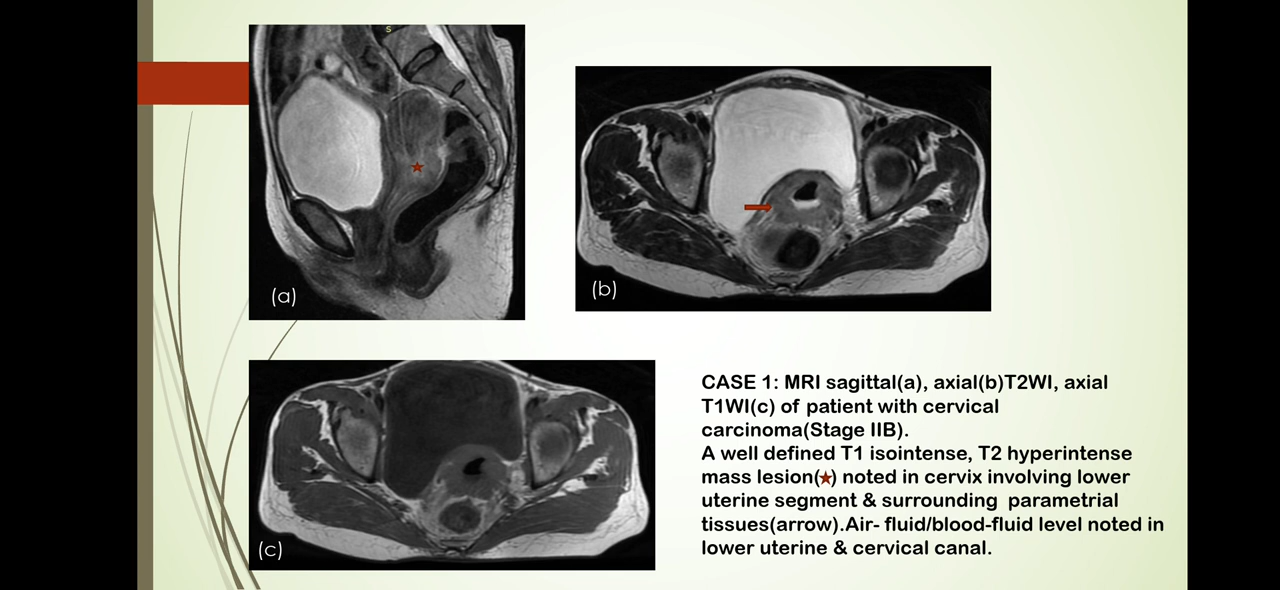 s
(a)
(b)
(c)
CASE 1: MRI sagittal(a), axial(b)T2WI, axial
T1WI(c) of patient with cervical
carcinoma(Stage IIB).
A well defined T1 isointense, T2 hyperintense
mass lesion(★) noted in cervix involving lower
uterine segment & surrounding parametrial
tissues(arrow).Air- fluid/blood-fluid level noted in
lower uterine & cervical canal.